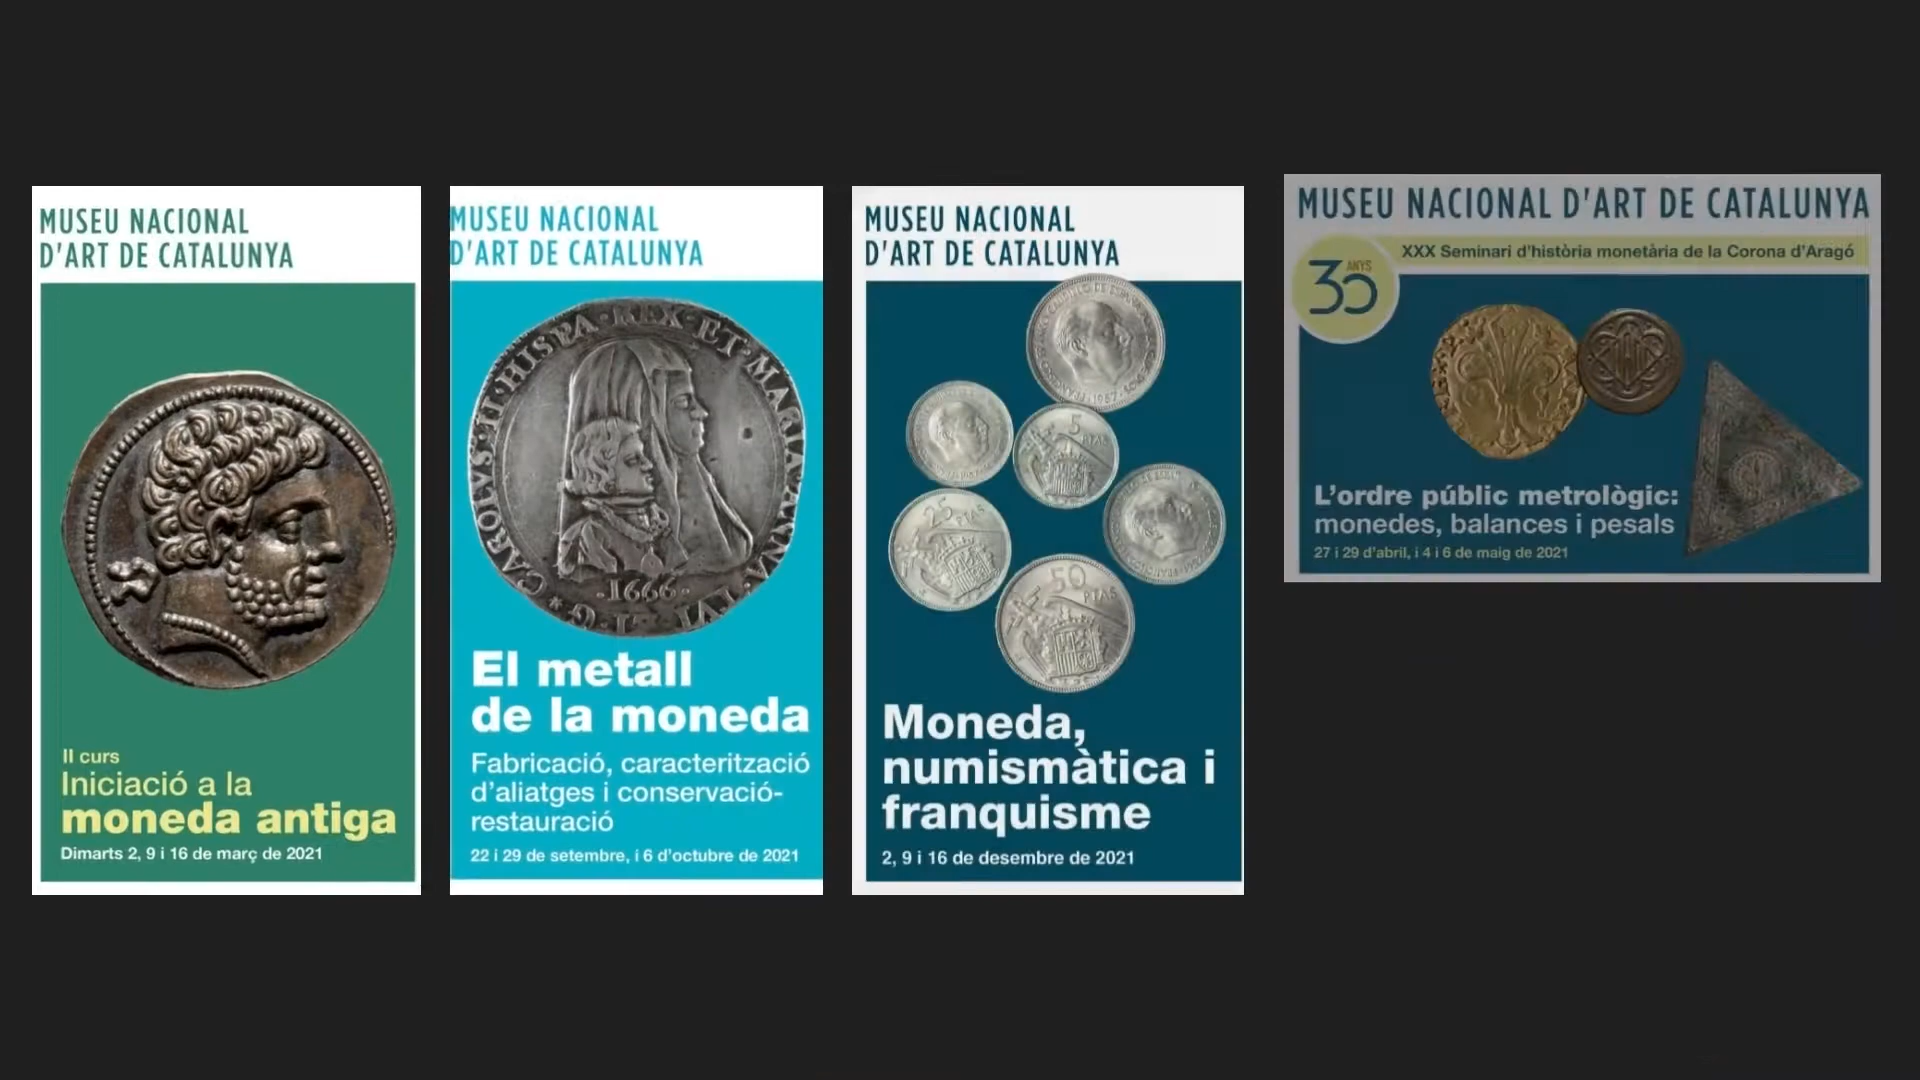 MUSEU NACIONAL
D'ART DE CATALUNYA
II curs
Iniciació a la
moneda antiga
Dimarts 2, 9 i 16 de març de 2021
MUSEU NACIONAL
D'ART DE CATALUNYA
CAROLVS·II·HISPA·REX·ET·MARIANNA
·1666·
El metall
de la moneda
Fabricació, caracterització
d'aliatges i conservació-
restauració
22 i 29 de setembre, i 6 d'octubre de 2021
MUSEU NACIONAL
D'ART DE CATALUNYA
1957
5
PTAS
25 PTAS
50
PTAS
Moneda,
numismàtica i
franquisme
2, 9 i 16 de desembre de 2021
MUSEU NACIONAL D'ART DE CATALUNYA
XXX Seminari d'història monetària de la Corona d'Aragó
30 ANYS
L'ordre públic metrològic:
monedes, balances i pesals
27 i 29 d'abril, i 4 i 6 de maig de 2021